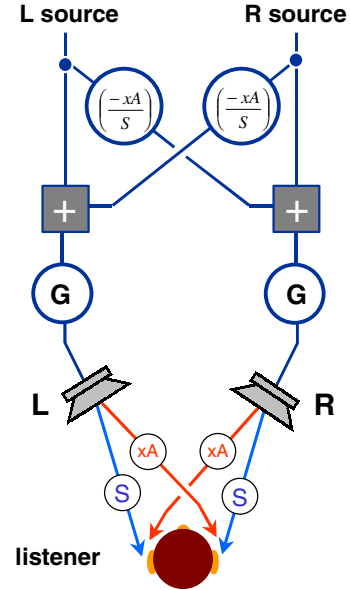 L source R source
(-xA/S) (-xA/S)
+ +
G G
L R
xA xA
S S
listener